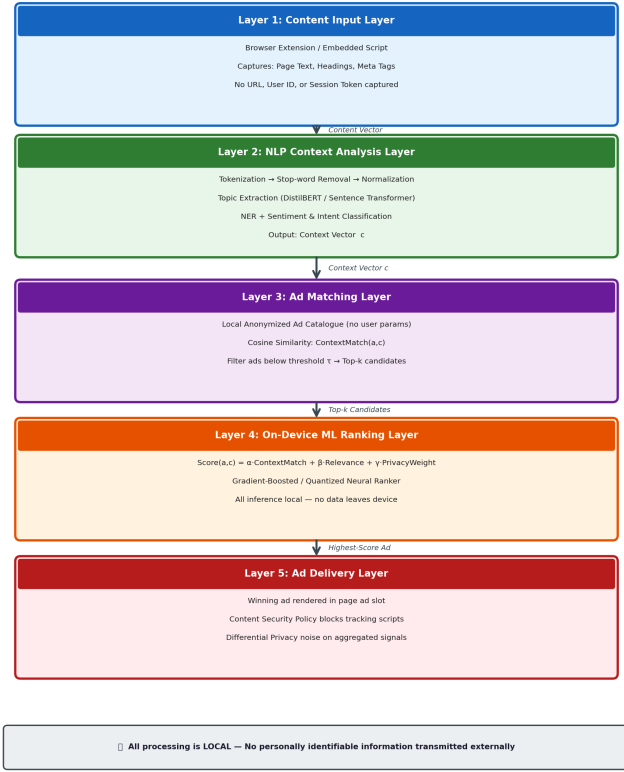 Layer 1: Content Input Layer
Browser Extension / Embedded Script
Captures: Page Text, Headings, Meta Tags
No URL, User ID, or Session Token captured
Content Vector
Layer 2: NLP Context Analysis Layer
Tokenization → Stop-word Removal → Normalization
Topic Extraction (DistilBERT / Sentence Transformer)
NER + Sentiment & Intent Classification
Output: Context Vector c
Context Vector c
Layer 3: Ad Matching Layer
Local Anonymized Ad Catalogue (no user params)
Cosine Similarity: ContextMatch(a,c)
Filter ads below threshold τ → Top-k candidates
Top-k Candidates
Layer 4: On-Device ML Ranking Layer
Score(a,c) = α·ContextMatch + β·Relevance + γ·PrivacyWeight
Gradient-Boosted / Quantized Neural Ranker
All inference local — no data leaves device
Highest-Score Ad
Layer 5: Ad Delivery Layer
Winning ad rendered in page ad slot
Content Security Policy blocks tracking scripts
Differential Privacy noise on aggregated signals
All processing is LOCAL — No personally identifiable information transmitted externally